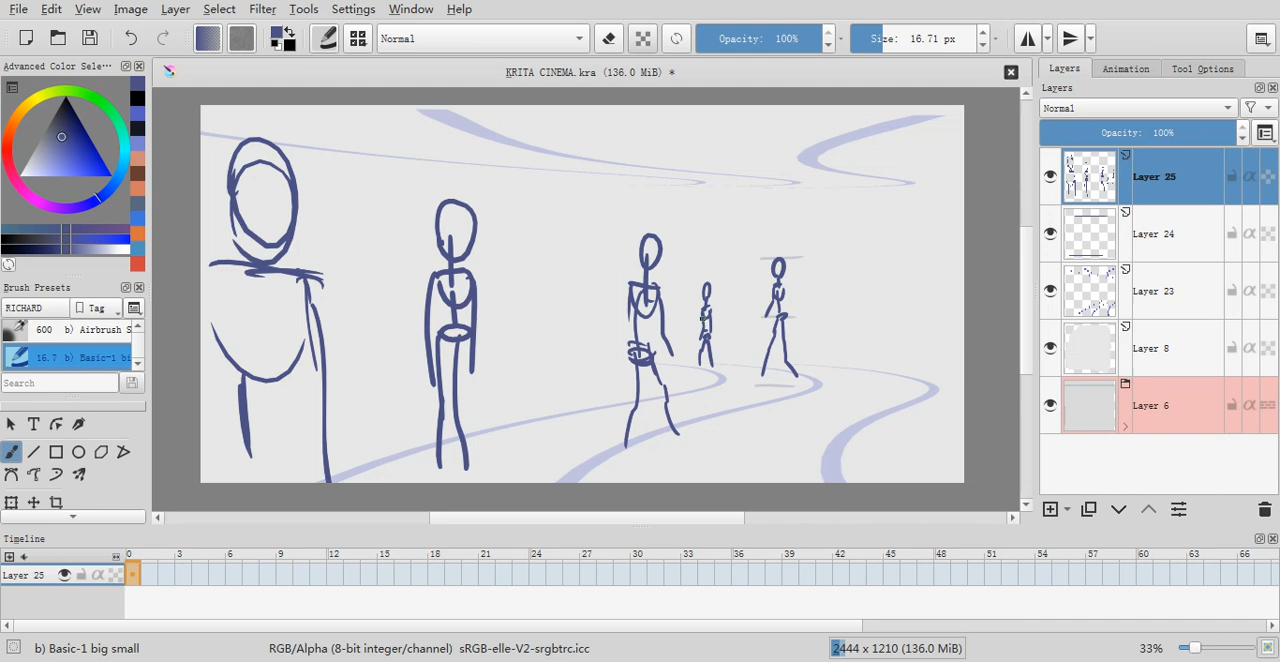 File Edit View Image Layer Select Filter Tools Settings Window Help
Normal Opacity: 100% Size: 16.71 px
Advanced Color Sele···
KRITA CINEMA.kra (136.0 MiB) *
Layers Animation Tool Options
Layers
Normal
Opacity: 100%
Layer 25
Layer 24
Layer 23
Layer 8
Layer 6
Brush Presets
RICHARD Tag
600 b) Airbrush S
16.7 b) Basic-1 bi
Search
Timeline
0 3 6 9 12 15 18 21 24 27 30 33 36 39 42 45 48 51 54 57 60 63 66
Layer 25
b) Basic-1 big small RGB/Alpha (8-bit integer/channel) sRGB-elle-V2-srgbtrc.icc 2444 x 1210 (136.0 MiB) 33%